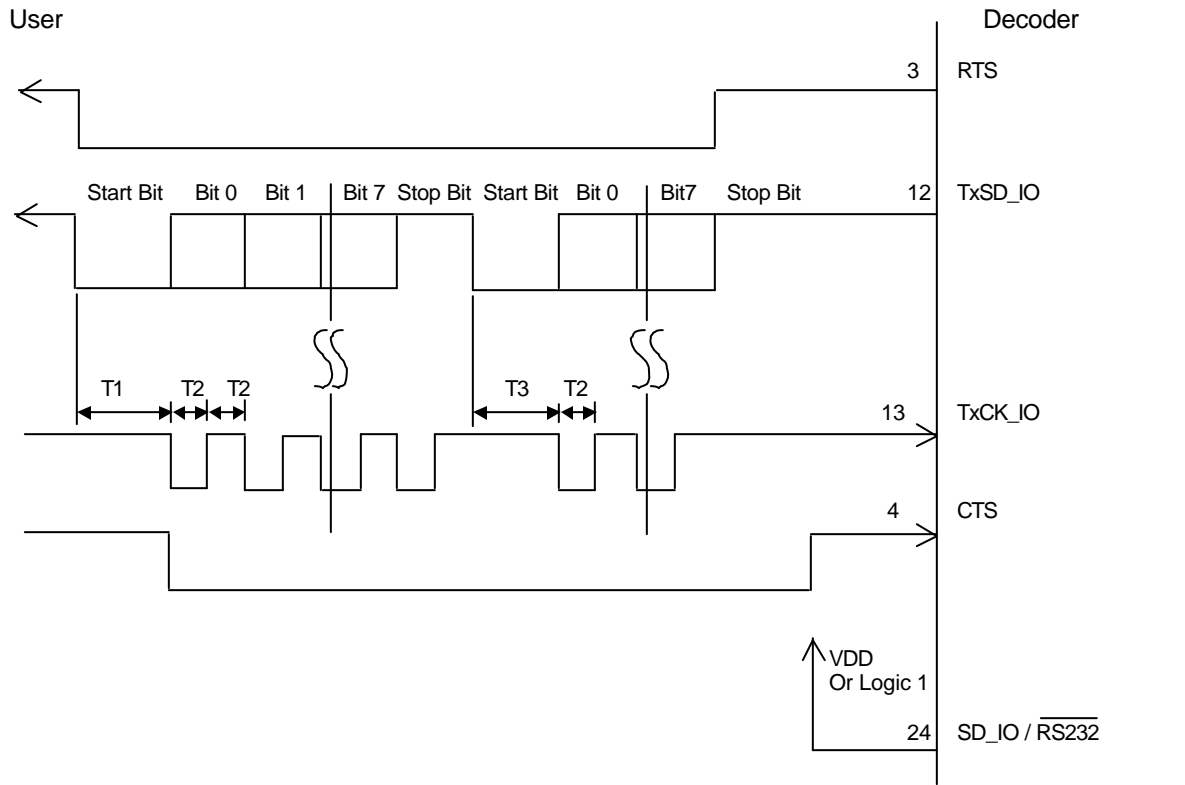 User Decoder
3 RTS
Start Bit Bit 0 Bit 1 Bit 7 Stop Bit Start Bit Bit 0 Bit7 Stop Bit 12 TxSD_IO
T1 T2 T2 T3 T2
13 TxCK_IO
4 CTS
VDD
Or Logic 1
24 SD_IO / RS232